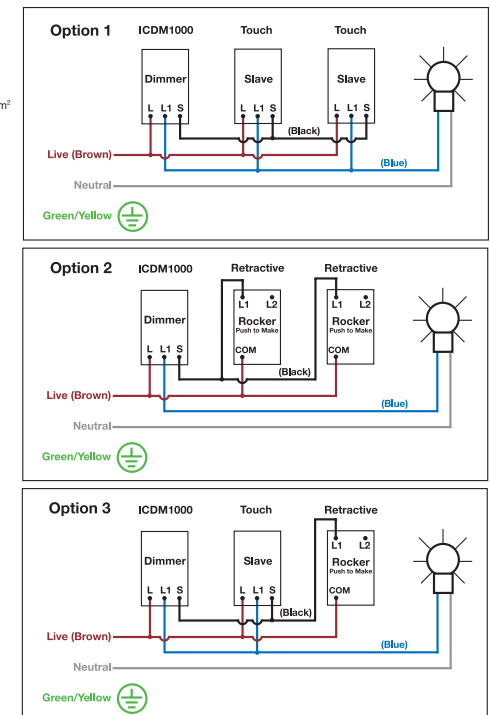 m²
Option 1 ICDM1000 Touch Touch
Dimmer Slave Slave
L L1 S L L1 S L L1 S
(Black)
Live (Brown)
(Blue)
Neutral
Green/Yellow
Option 2 ICDM1000 Retractive Retractive
L1 L2 L1 L2
Dimmer Rocker Rocker
Push to Make Push to Make
L L1 S COM COM
(Black)
Live (Brown)
(Blue)
Neutral
Green/Yellow
Option 3 ICDM1000 Touch Retractive
L1 L2
Dimmer Slave Rocker
Push to Make
L L1 S L L1 S COM
(Black)
Live (Brown)
(Blue)
Neutral
Green/Yellow